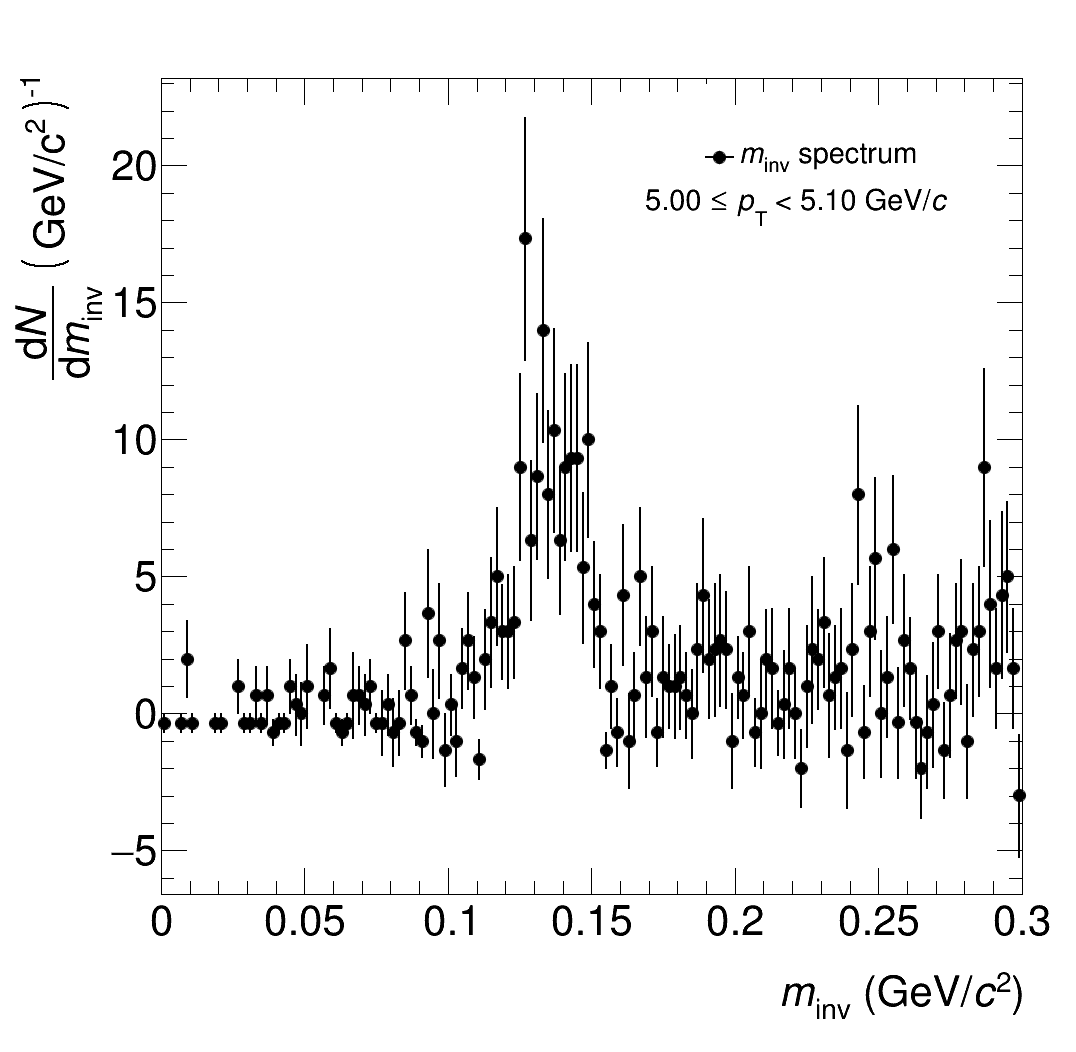 dN/dm_inv (GeV/c²)⁻¹
m_inv spectrum
5.00 ≤ p_T < 5.10 GeV/c
20
15
10
5
0
−5
0 0.05 0.1 0.15 0.2 0.25 0.3
m_inv (GeV/c²)